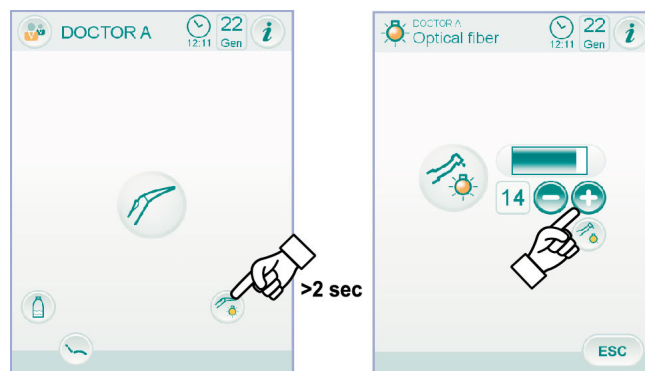 DOCTOR A
12:11
22
Gen
i
>2 sec
DOCTOR A
Optical fiber
12:11
22
Gen
i
14
ESC